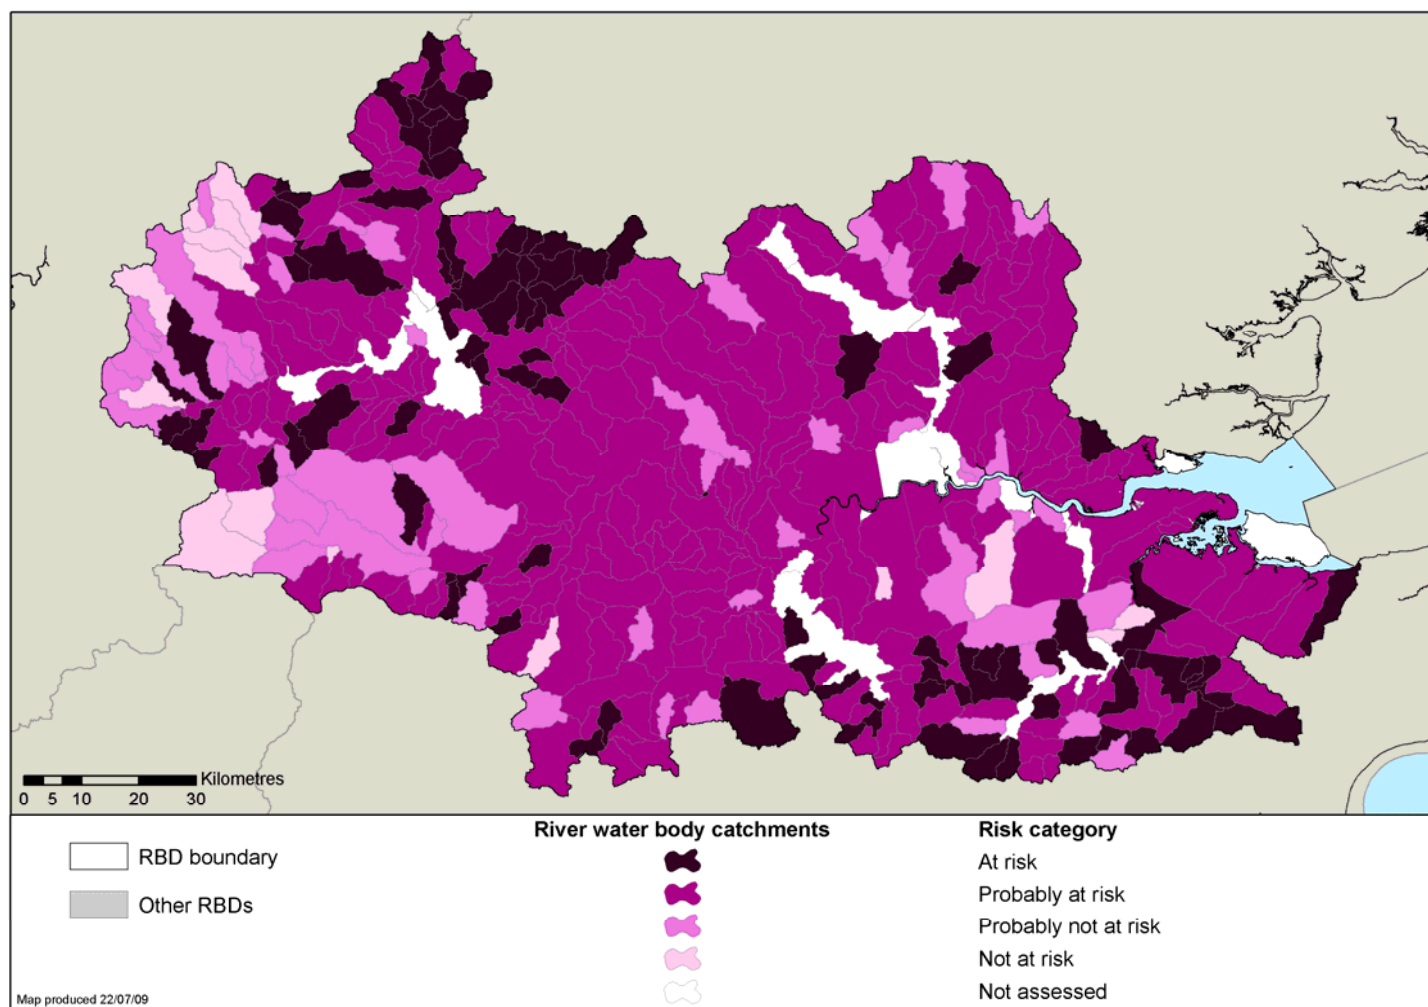 Kilometres
0 5 10 20 30
River water body catchments
Risk category
RBD boundary
At risk
Other RBDs
Probably at risk
Probably not at risk
Not at risk
Not assessed
Map produced 22/07/09